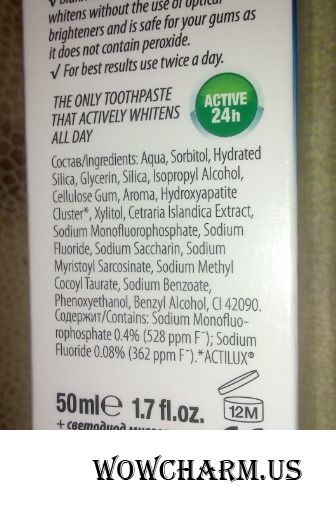 whitens without the use of optical
brighteners and is safe for your gums as
it does not contain peroxide.
√ For best results use twice a day.
THE ONLY TOOTHPASTE
THAT ACTIVELY WHITENS
ALL DAY
ACTIVE
24h
Состав/Ingredients: Aqua, Sorbitol, Hydrated
Silica, Glycerin, Silica, Isopropyl Alcohol,
Cellulose Gum, Aroma, Hydroxyapatite
Cluster*, Xylitol, Cetraria Islandica Extract,
Sodium Monofluorophosphate, Sodium
Fluoride, Sodium Saccharin, Sodium
Myristoyl Sarcosinate, Sodium Methyl
Cocoyl Taurate, Sodium Benzoate,
Phenoxyethanol, Benzyl Alcohol, CI 42090.
Содержит/Contains: Sodium Monofluo-
rophosphate 0.4% (528 ppm F⁻); Sodium
Fluoride 0.08% (362 ppm F⁻).*ACTILUX®
50ml℮ 1.7 fl.oz.
12M
+ светодиод
WOWCHARM.US